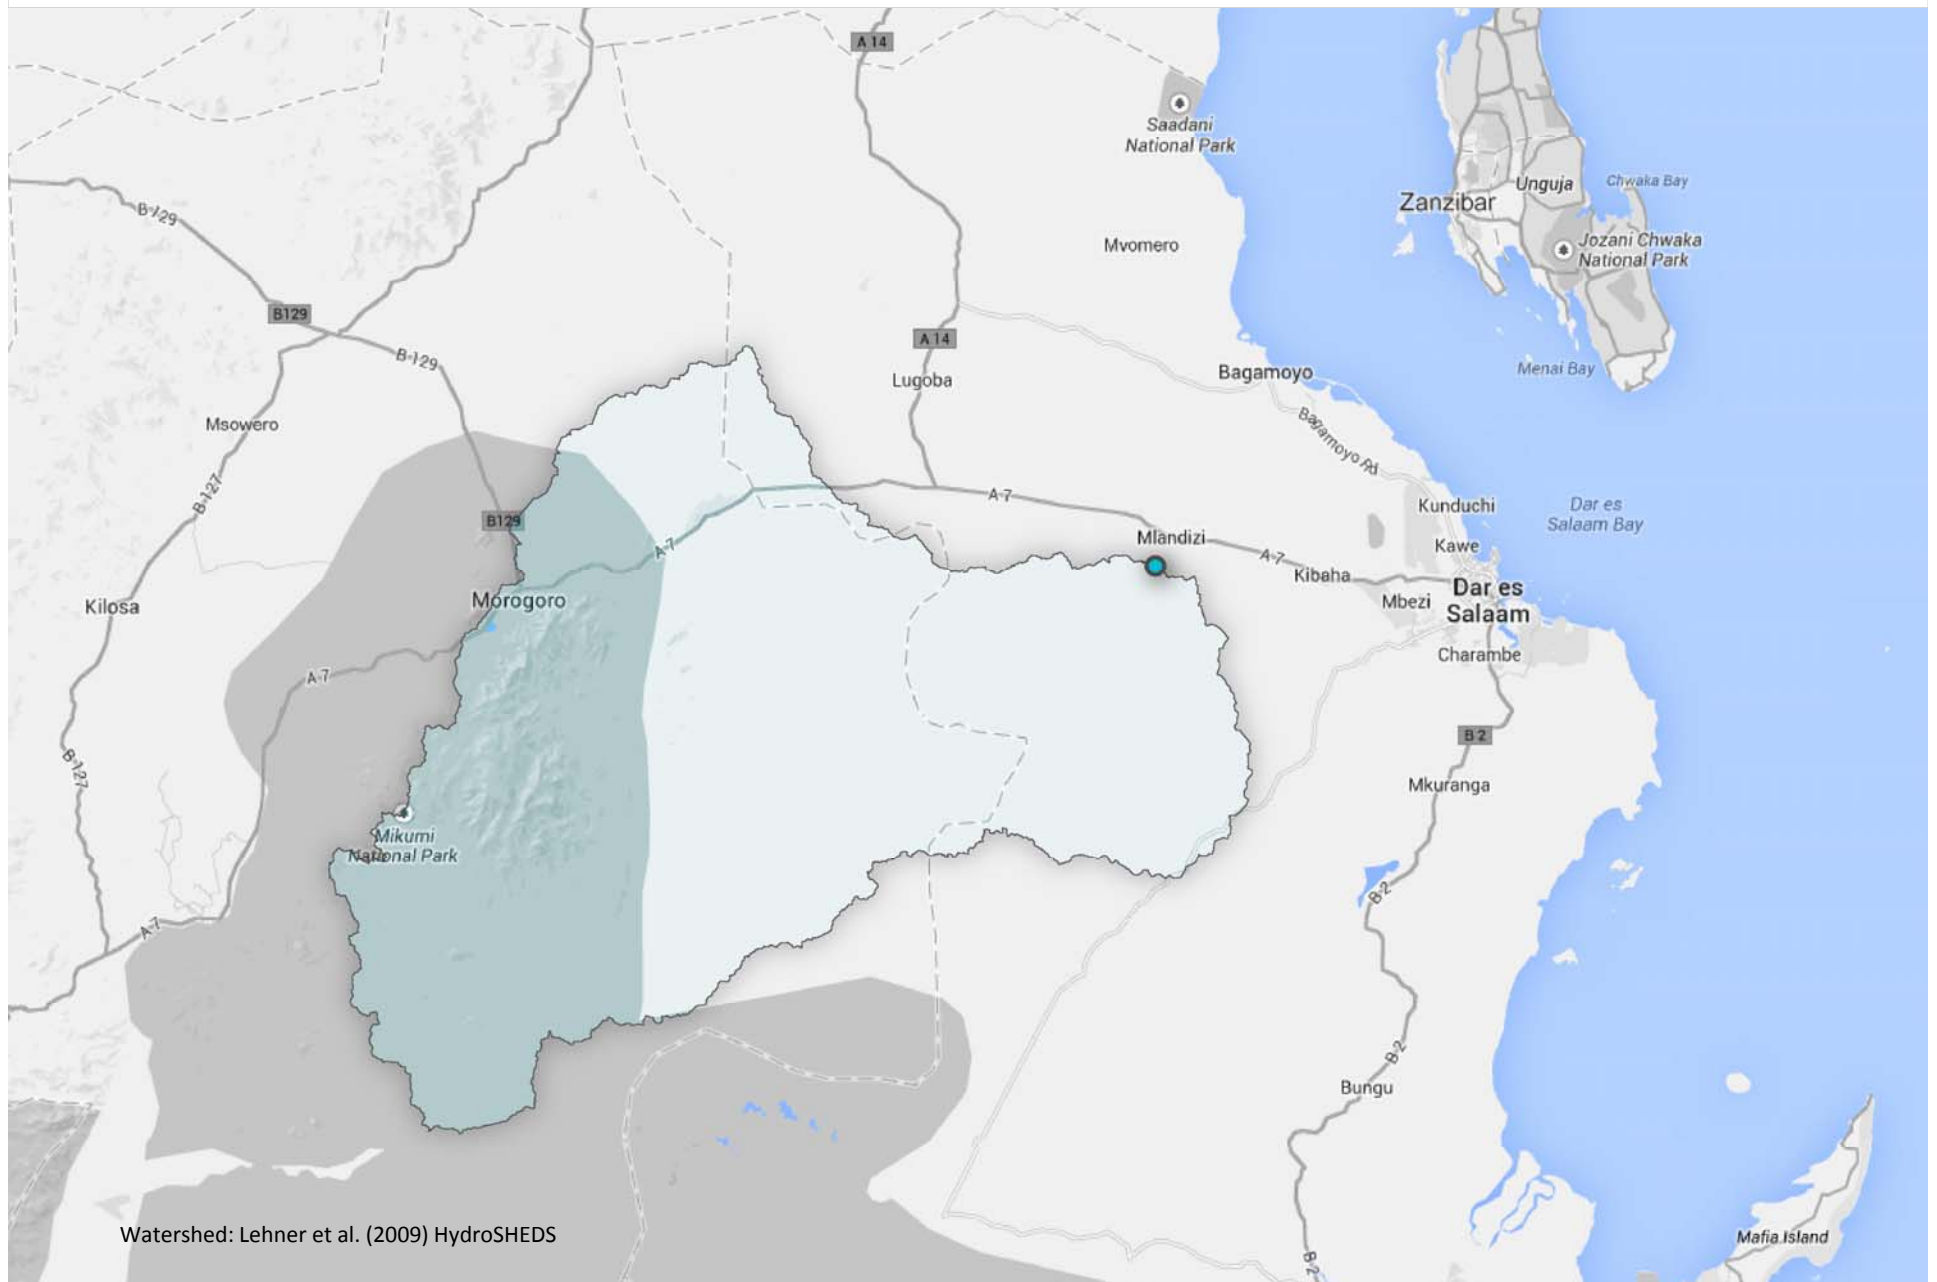 A 14
Saadani
National Park
Unguja
Chwaka Bay
Zanzibar
B-129
Mvomero
Jozani Chwaka
National Park
B129
A 14
B-129
Menai Bay
Lugoba
Bagamoyo
Msowero
Bagamoyo Rd
B-127
A 7
Kunduchi
Dar es
Salaam Bay
B129
Mlandizi
A-7
Kawe
A-7
Kibaha
Dar es
Salaam
Mbezi
Morogoro
Kilosa
Charambe
A 7
B 2
B-127
Mkuranga
Mikumi
National Park
B-2
A-7
B-2
Bungu
Watershed: Lehner et al. (2009) HydroSHEDS
Mafia Island
B-2